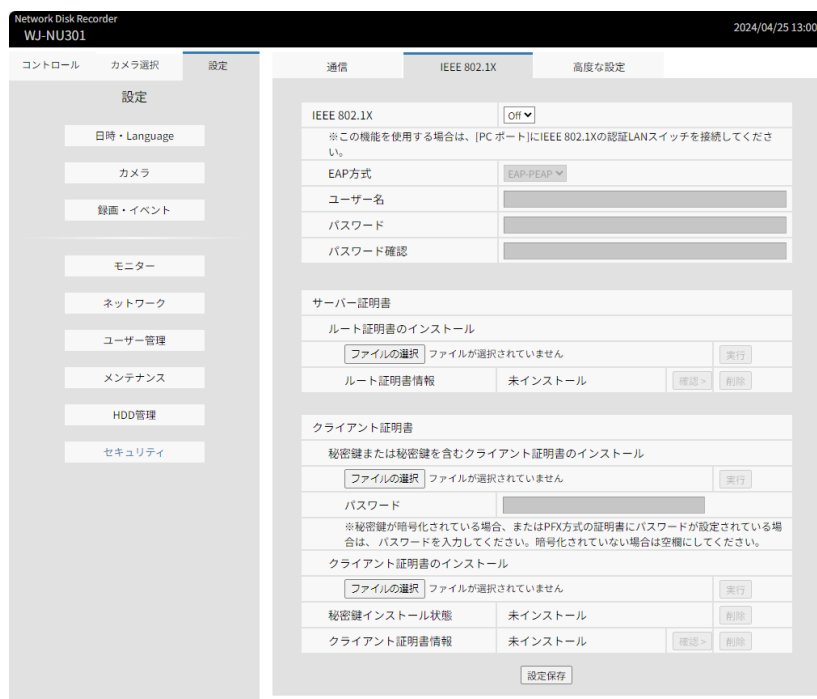 Network Disk Recorder
WJ-NU301
2024/04/25 13:00
コントロール
カメラ選択
設定
設定
日時・Language
カメラ
録画・イベント
モニター
ネットワーク
ユーザー管理
メンテナンス
HDD管理
セキュリティ
通信
IEEE 802.1X
高度な設定
IEEE 802.1X
Off
※この機能を使用する場合は、[PC ポート]にIEEE 802.1Xの認証LANスイッチを接続してくださ
い。
EAP方式
EAP-PEAP
ユーザー名
パスワード
パスワード確認
サーバー証明書
ルート証明書のインストール
ファイルの選択 ファイルが選択されていません
実行
ルート証明書情報
未インストール
確認 >
削除
クライアント証明書
秘密鍵または秘密鍵を含むクライアント証明書のインストール
ファイルの選択 ファイルが選択されていません
実行
パスワード
※秘密鍵が暗号化されている場合、またはPFX方式の証明書にパスワードが設定されている場
合は、 パスワードを入力してください。暗号化されていない場合は空欄にしてください。
クライアント証明書のインストール
ファイルの選択 ファイルが選択されていません
実行
秘密鍵インストール状態
未インストール
削除
クライアント証明書情報
未インストール
確認 >
削除
設定保存